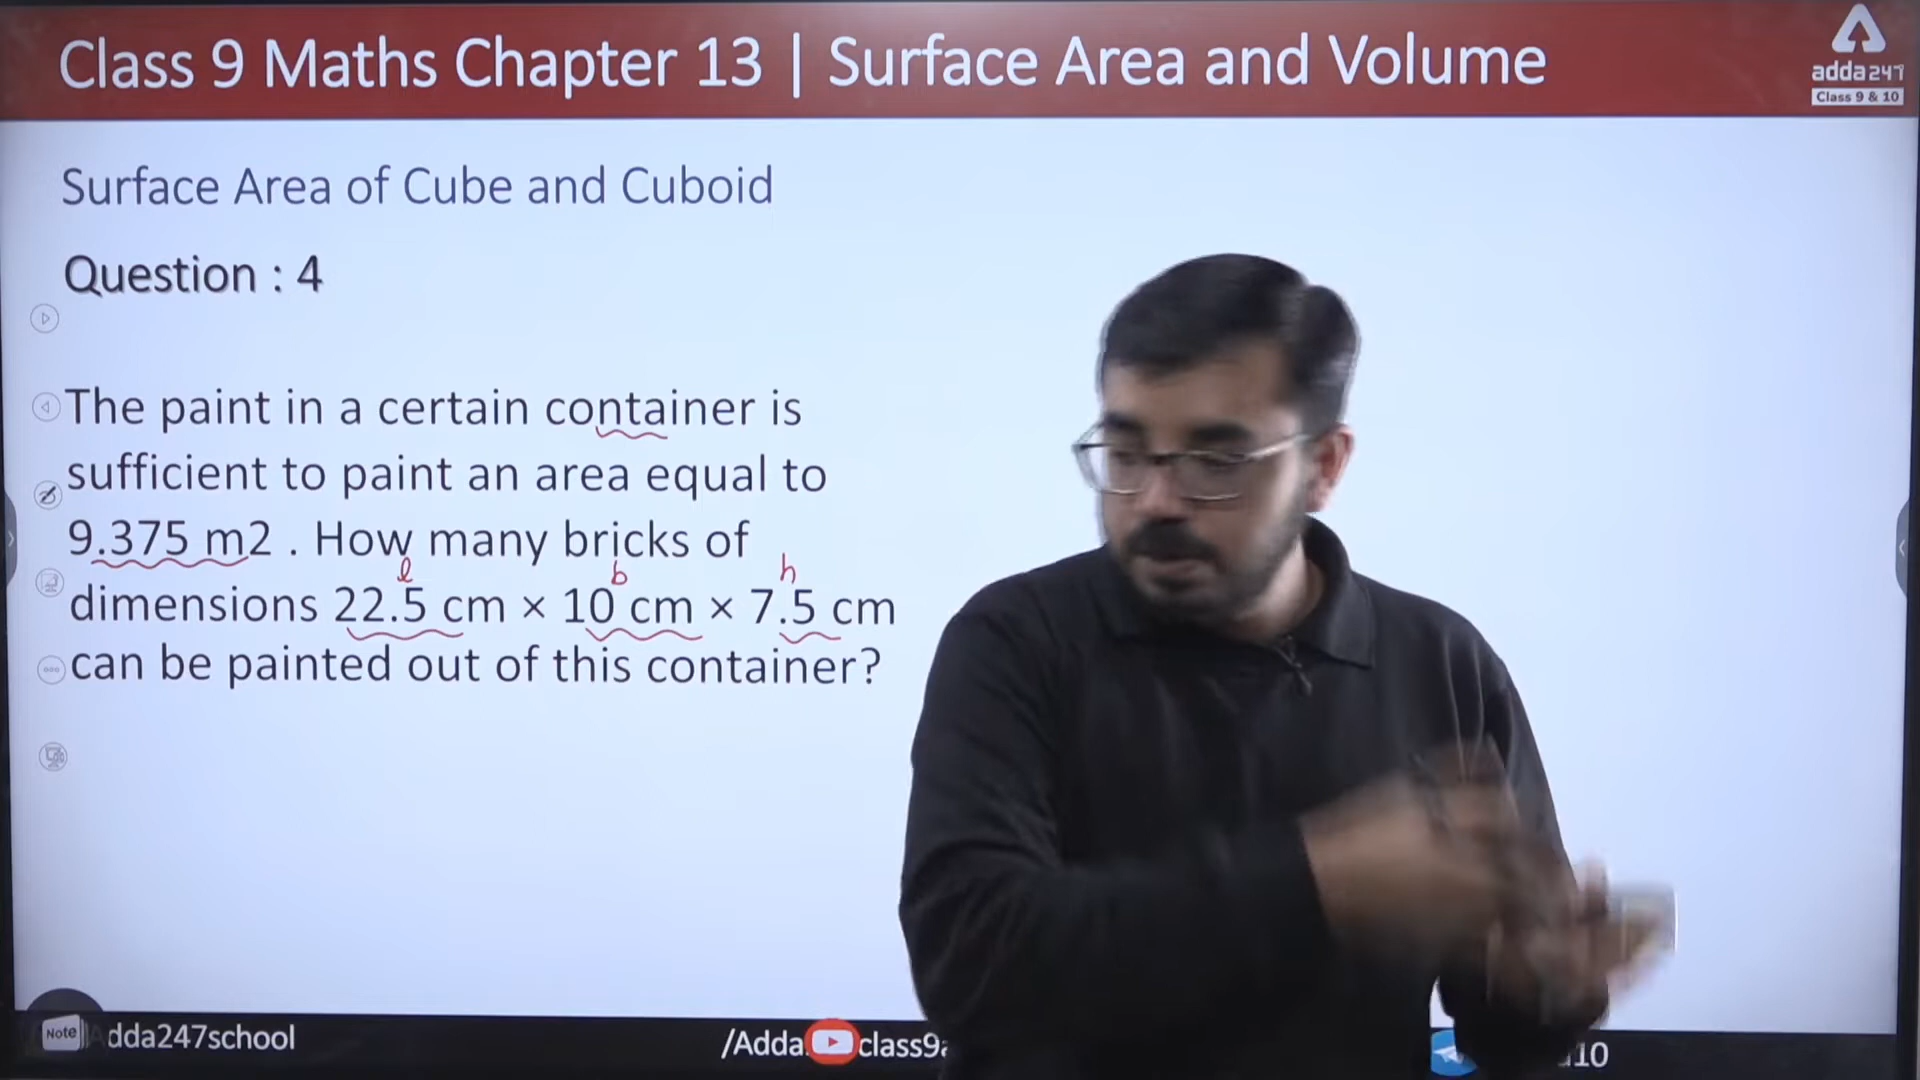 Class 9 Maths Chapter 13 | Surface Area and Volume
adda247
Class 9 & 10
Surface Area of Cube and Cuboid
Question : 4
The paint in a certain container is
sufficient to paint an area equal to
9.375 m2 . How many bricks of
l b h
dimensions 22.5 cm × 10 cm × 7.5 cm
can be painted out of this container?
Note
dda247school
/Adda
class9
10